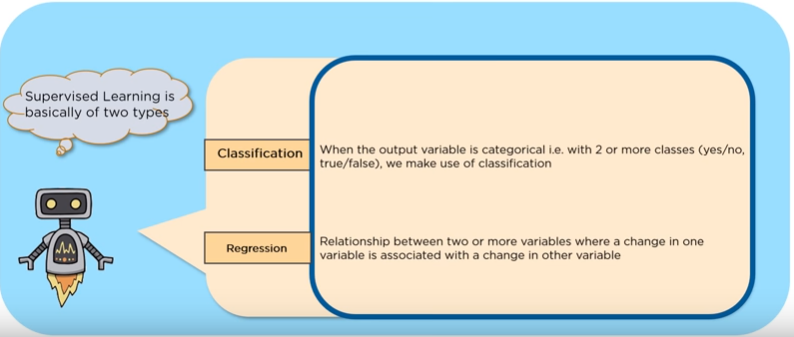 Supervised Learning is
basically of two types
Classification
When the output variable is categorical i.e. with 2 or more classes (yes/no,
true/false), we make use of classification
Regression
Relationship between two or more variables where a change in one
variable is associated with a change in other variable